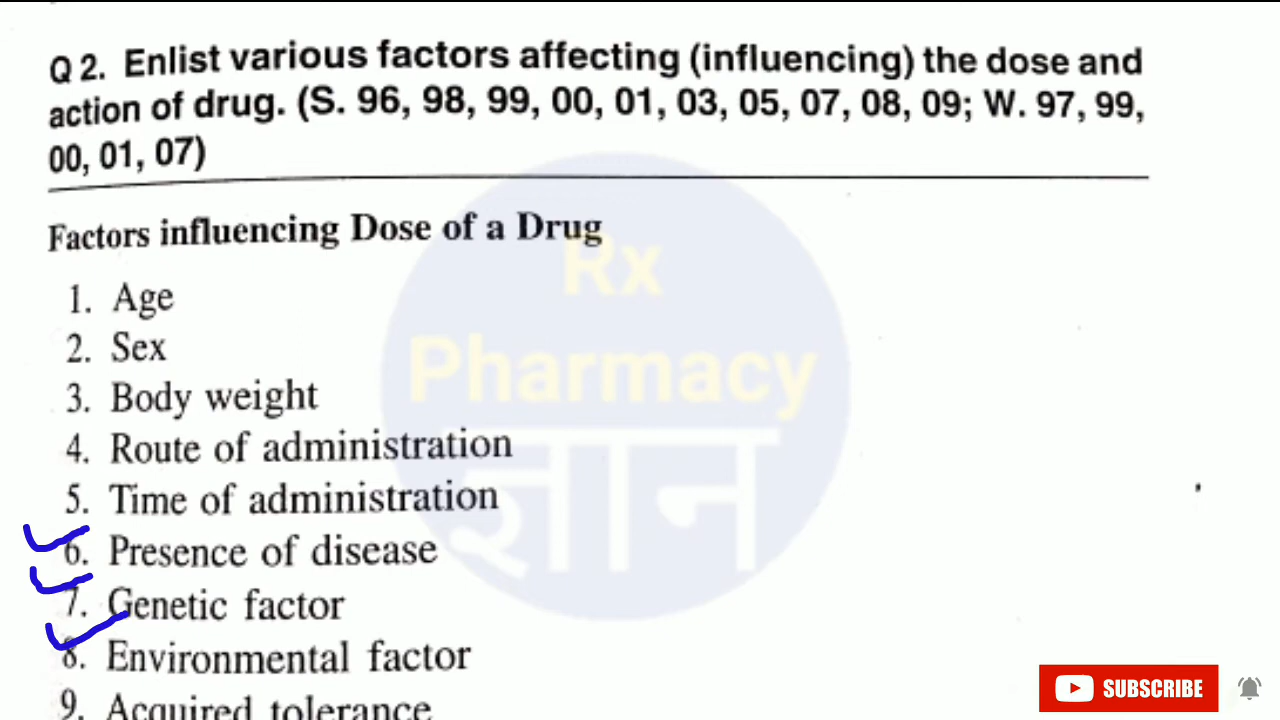 Q 2. Enlist various factors affecting (influencing) the dose and
action of drug. (S. 96, 98, 99, 00, 01, 03, 05, 07, 08, 09; W. 97, 99,
00, 01, 07)
Factors influencing Dose of a Drug
1. Age
2. Sex
3. Body weight
4. Route of administration
5. Time of administration
6. Presence of disease
7. Genetic factor
8. Environmental factor
9. Acquired tolerance
Rx
Pharmacy
ज्ञान
SUBSCRIBE